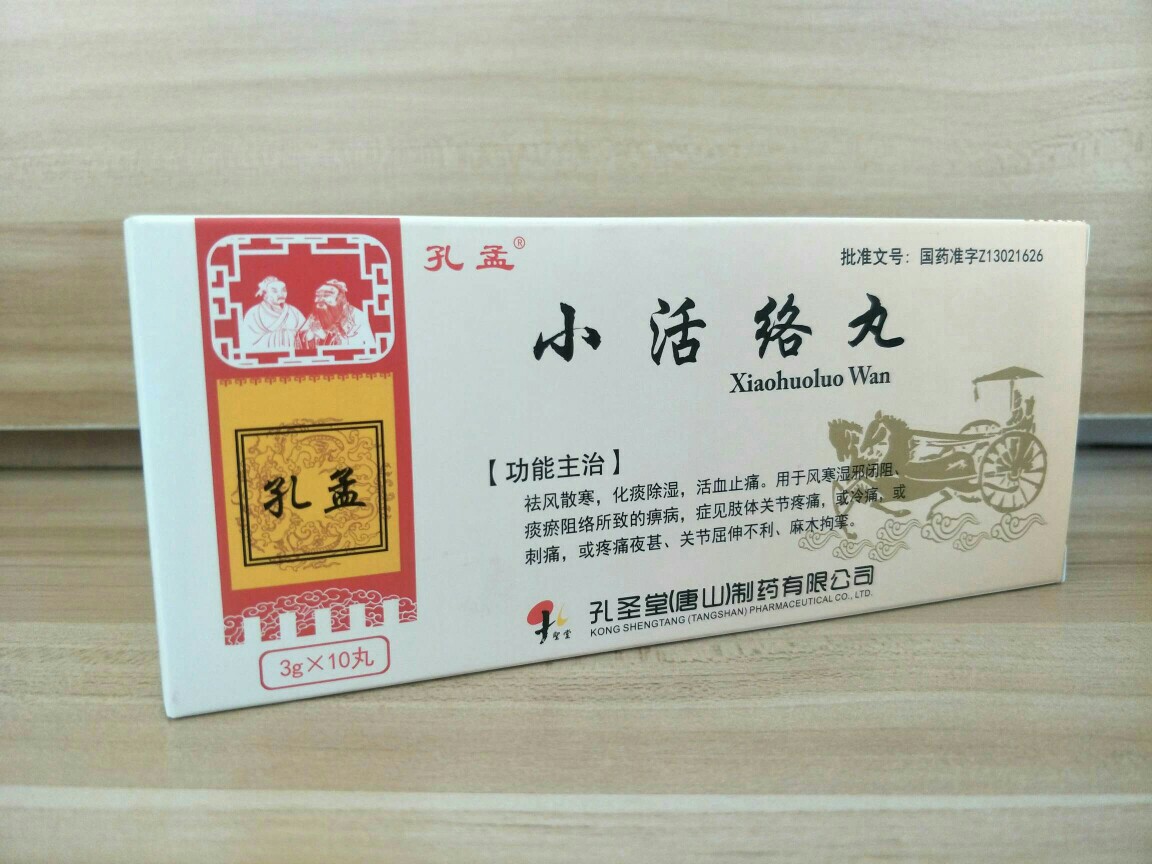 孔孟®
批准文号：国药准字Z13021626
小活络丸
Xiaohuoluo Wan
孔孟
【功能主治】
祛风散寒，化痰除湿，活血止痛。用于风寒湿邪闭阻、
痰瘀阻络所致的痹病，症见肢体关节疼痛，或冷痛，或
刺痛，或疼痛夜甚、关节屈伸不利、麻木拘挛。
孔圣堂
孔圣堂(唐山)制药有限公司
KONG SHENGTANG (TANGSHAN) PHARMACEUTICAL CO., LTD.
3g×10丸